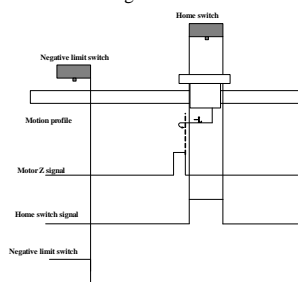 Home switch
Negative limit switch
Motion profile
Motor Z signal
Home switch signal
Negative limit switch